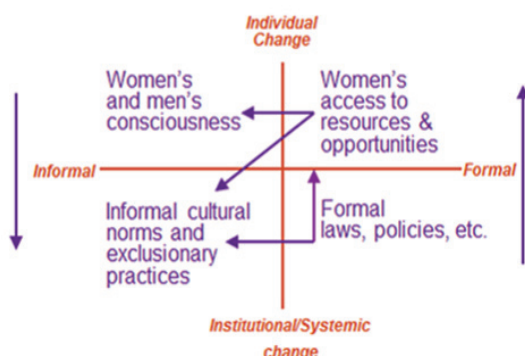 Individual
Change
Women's
and men's
consciousness
Women's
access to
resources &
opportunities
Informal
Formal
Informal cultural
norms and
exclusionary
practices
Formal
laws, policies, etc.
Institutional/Systemic
change